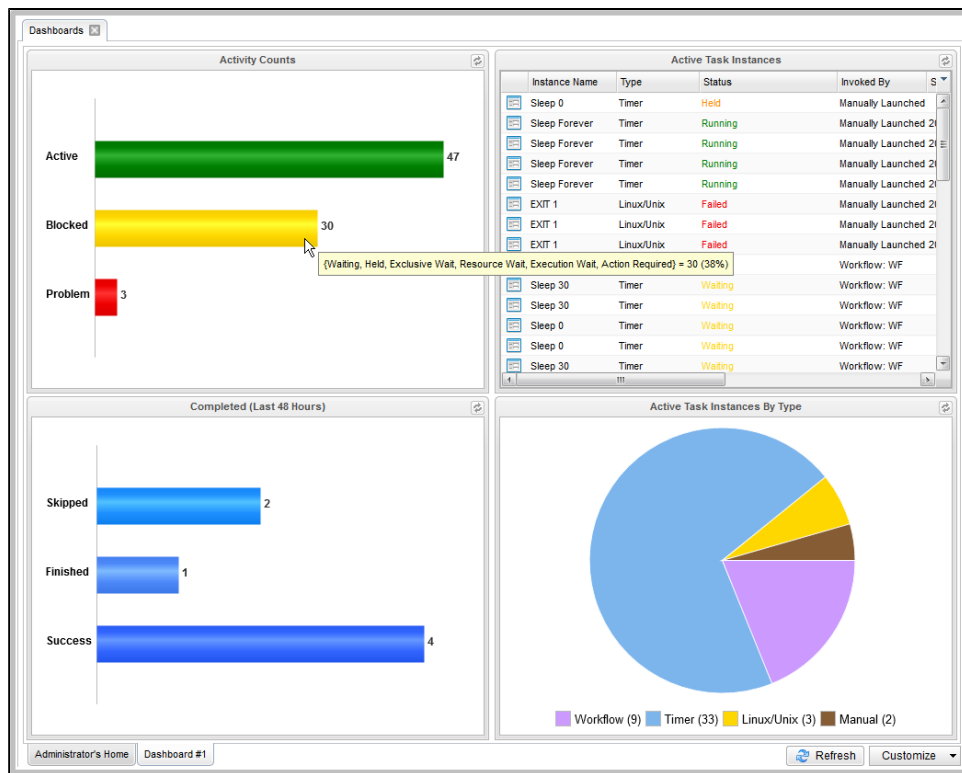 Dashboards
Activity Counts
Active 47
Blocked 30
Problem 3
{Waiting, Held, Exclusive Wait, Resource Wait, Execution Wait, Action Required} = 30 (38%)
Active Task Instances
Instance Name Type Status Invoked By S
Sleep 0 Timer Held Manually Launched
Sleep Forever Timer Running Manually Launched 20
Sleep Forever Timer Running Manually Launched 20
Sleep Forever Timer Running Manually Launched 20
Sleep Forever Timer Running Manually Launched 20
EXIT 1 Linux/Unix Failed Manually Launched 20
EXIT 1 Linux/Unix Failed Manually Launched 20
EXIT 1 Linux/Unix Failed Manually Launched 20
Workflow: WF
Sleep 30 Timer Waiting Workflow: WF
Sleep 30 Timer Waiting Workflow: WF
Sleep 0 Timer Waiting Workflow: WF
Sleep 0 Timer Waiting Workflow: WF
Sleep 30 Timer Waiting Workflow: WF
Completed (Last 48 Hours)
Skipped 2
Finished 1
Success 4
Active Task Instances By Type
Workflow (9) Timer (33) Linux/Unix (3) Manual (2)
Administrator's Home Dashboard #1
Refresh Customize